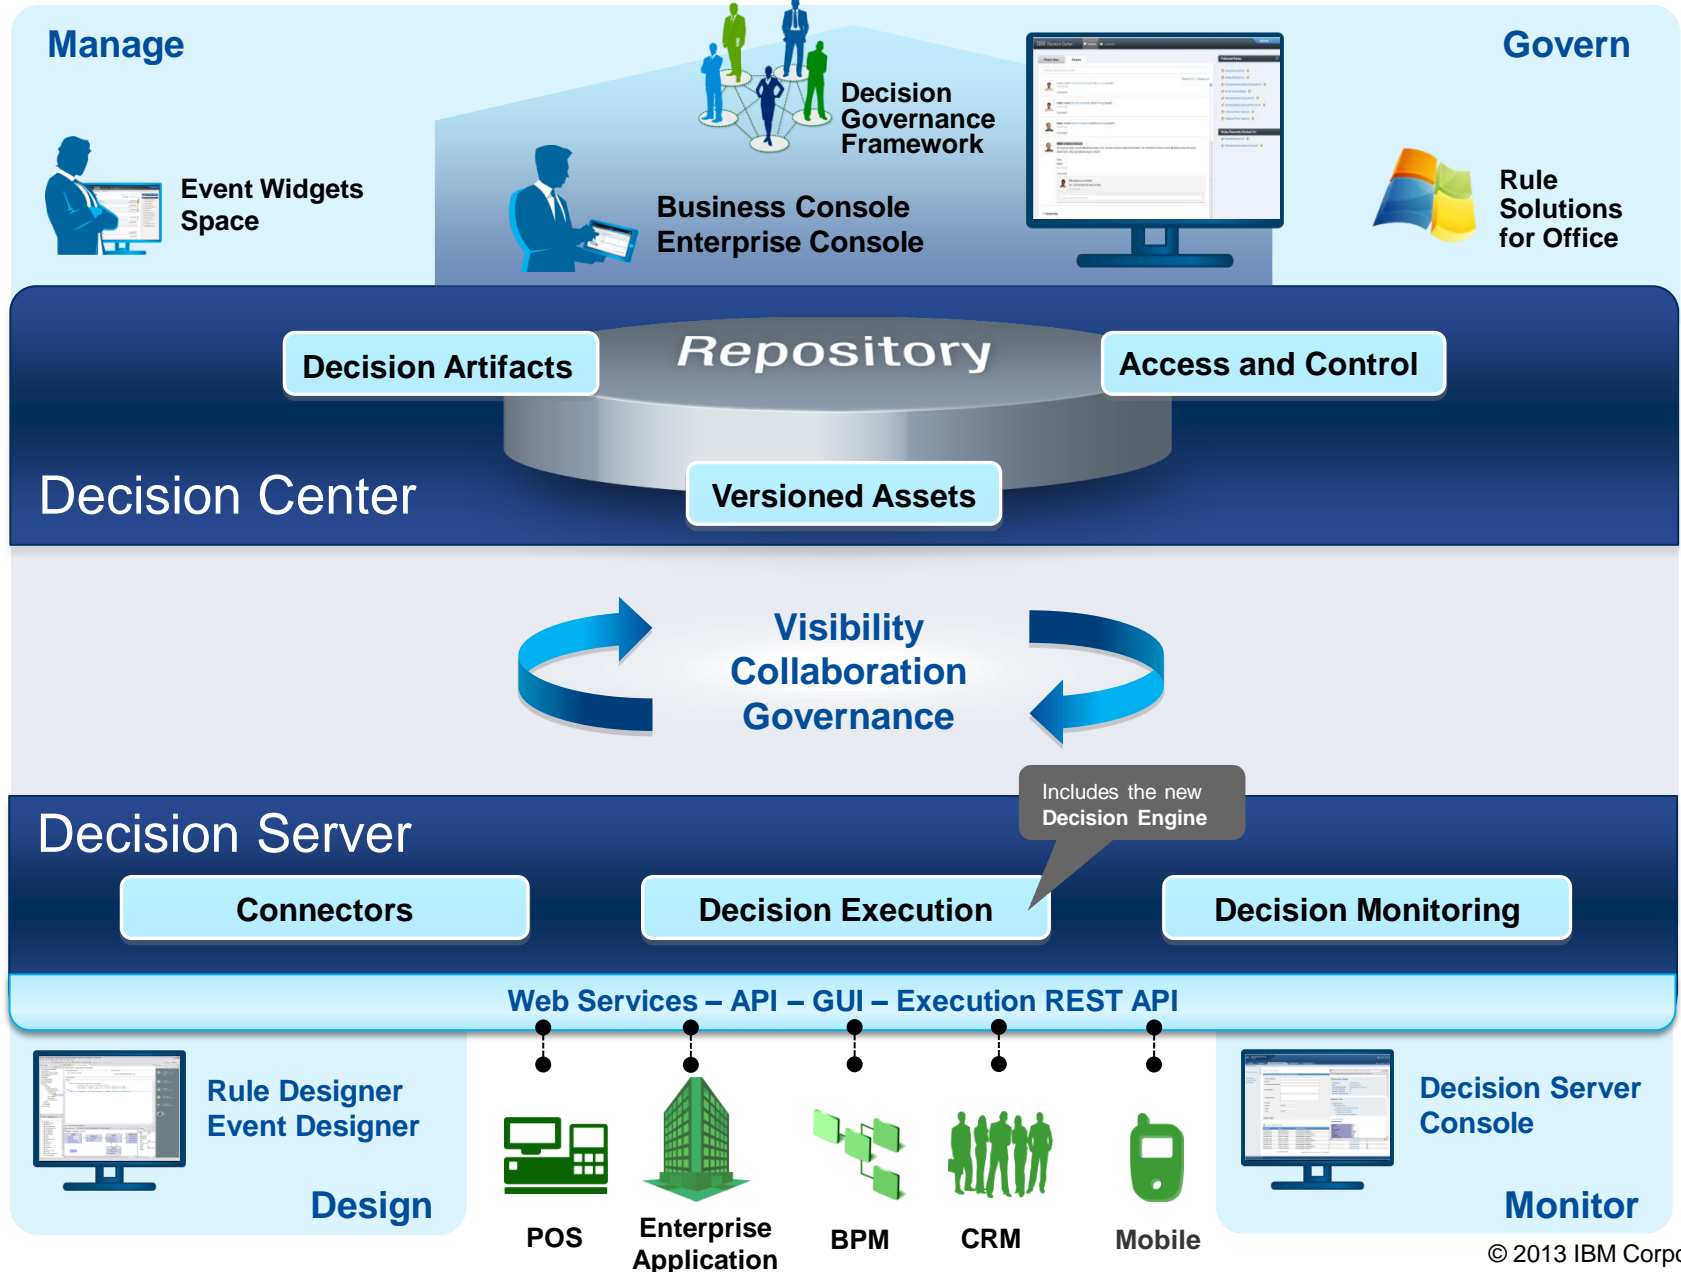 Manage
Govern
Decision
Governance
Framework
Event Widgets
Space
Business Console
Enterprise Console
Rule
Solutions
for Office
Repository
Decision Artifacts
Access and Control
Versioned Assets
Decision Center
Visibility
Collaboration
Governance
Includes the new
Decision Engine
Decision Server
Connectors
Decision Execution
Decision Monitoring
Web Services – API – GUI – Execution REST API
Rule Designer
Event Designer
Design
Decision Server
Console
Monitor
POS
Enterprise
Application
BPM
CRM
Mobile
© 2013 IBM Corpo